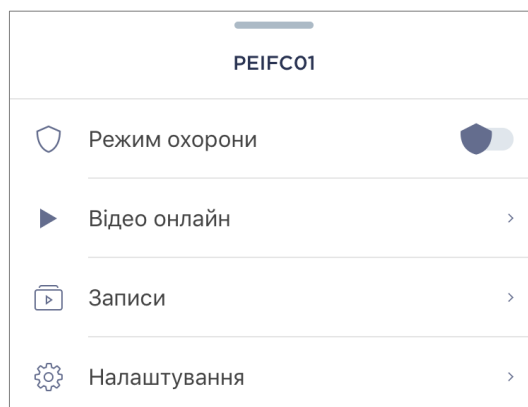 PEIFC01
Режим охорони
Відео онлайн
Записи
Налаштування